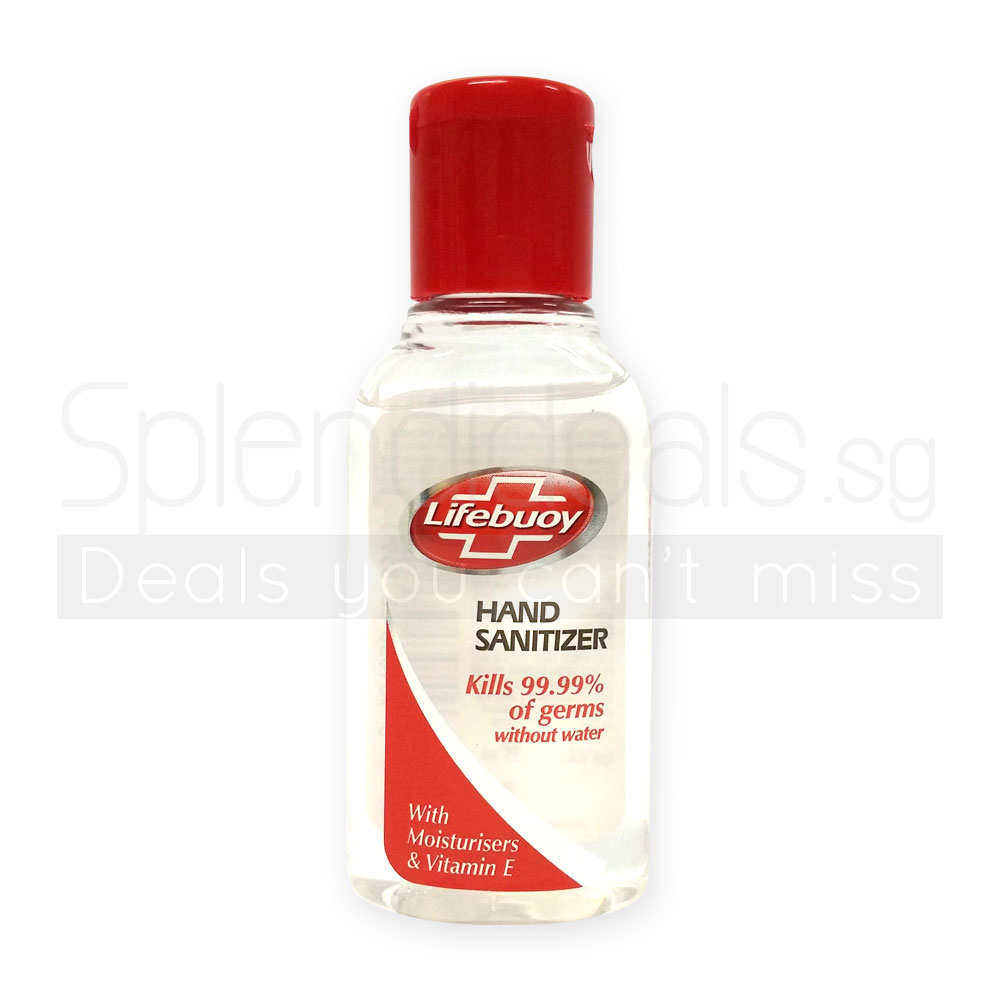 Splendideals.sg
Deals you can't miss
Lifebuoy
HAND
SANITIZER
Kills 99.99%
of germs
without water
With
Moisturisers
& Vitamin E